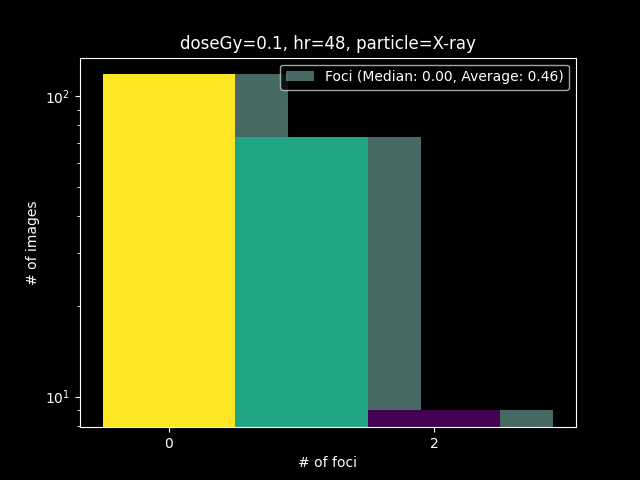 doseGy=0.1, hr=48, particle=X-ray
Foci (Median: 0.00, Average: 0.46)
10²
# of images
10¹
0 2
# of foci